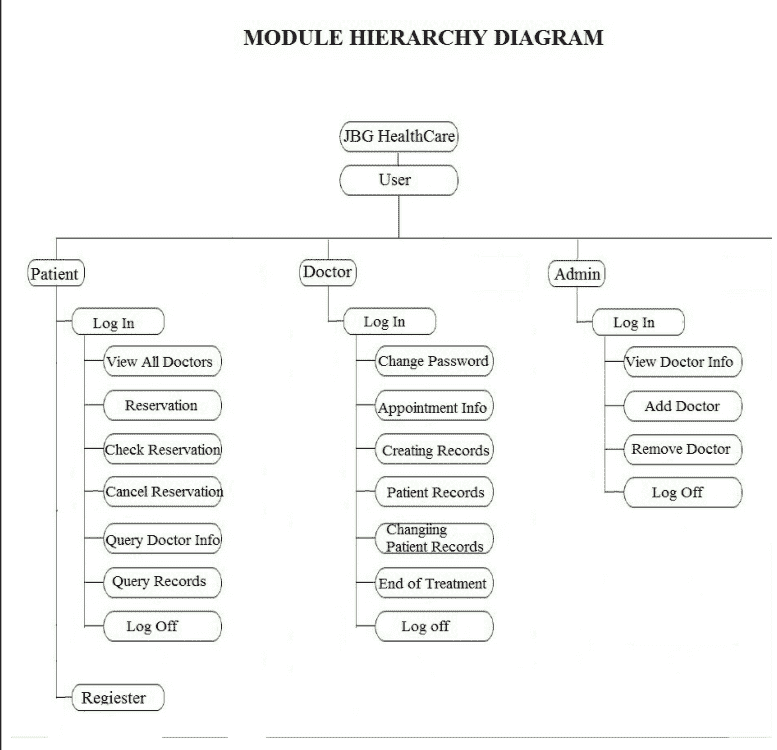 MODULE HIERARCHY DIAGRAM
JBG HealthCare
User
Patient
Log In
View All Doctors
Reservation
Check Reservation
Cancel Reservation
Query Doctor Info
Query Records
Log Off
Regiester
Doctor
Log In
Change Password
Appointment Info
Creating Records
Patient Records
Changiing
Patient Records
End of Treatment
Log off
Admin
Log In
View Doctor Info
Add Doctor
Remove Doctor
Log Off